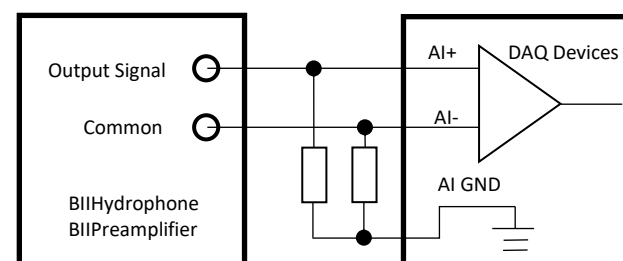 Output Signal
AI+
DAQ Devices
Common
AI-
AI GND
BIIHydrophone
BIIPreamplifier